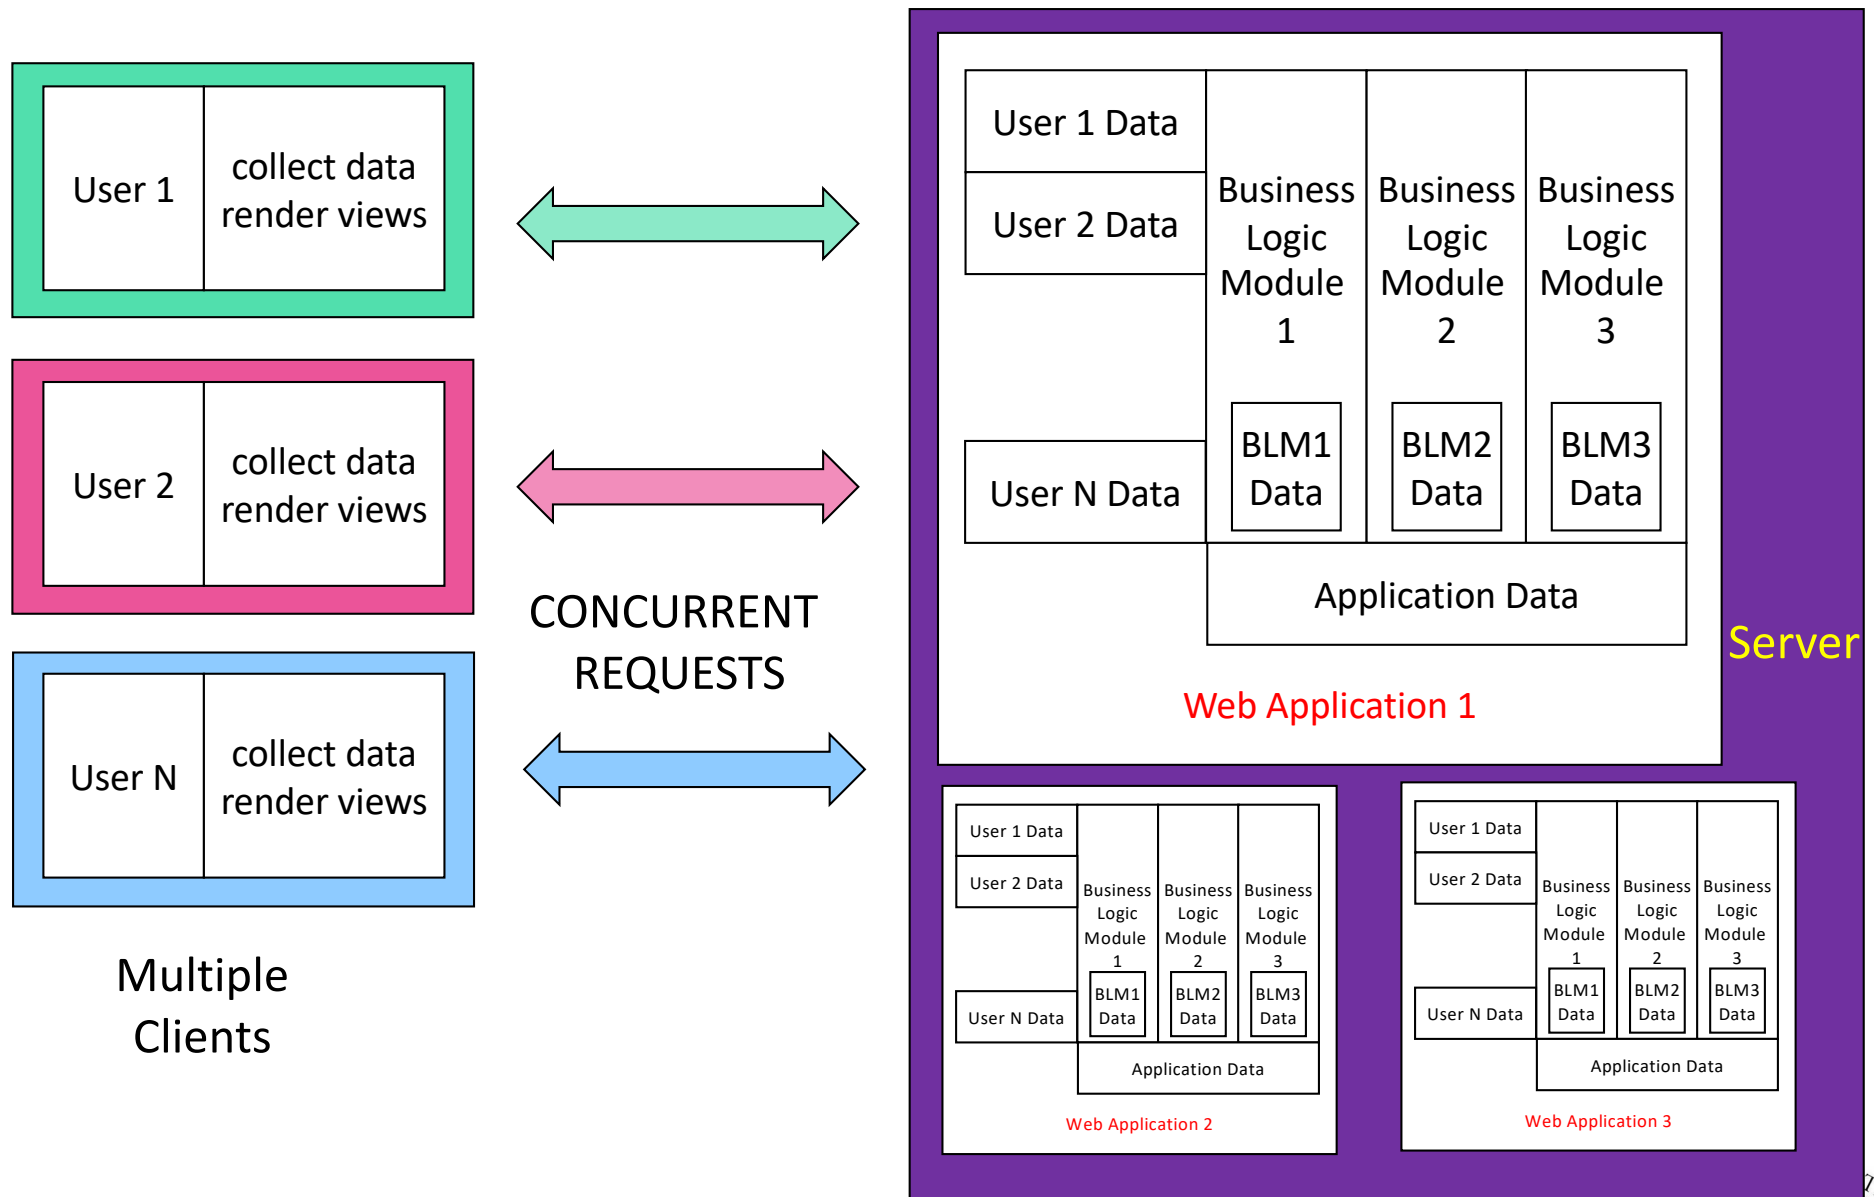 User 1
collect data
render views
User 2
collect data
render views
User N
collect data
render views
Multiple
Clients
CONCURRENT
REQUESTS
User 1 Data
User 2 Data
User N Data
Business
Logic
Module
1
BLM1
Data
Business
Logic
Module
2
BLM2
Data
Business
Logic
Module
3
BLM3
Data
Application Data
Web Application 1
Server
User 1 Data
User 2 Data
User N Data
Business
Logic
Module
1
BLM1
Data
Business
Logic
Module
2
BLM2
Data
Business
Logic
Module
3
BLM3
Data
Application Data
Web Application 2
User 1 Data
User 2 Data
User N Data
Business
Logic
Module
1
BLM1
Data
Business
Logic
Module
2
BLM2
Data
Business
Logic
Module
3
BLM3
Data
Application Data
Web Application 3